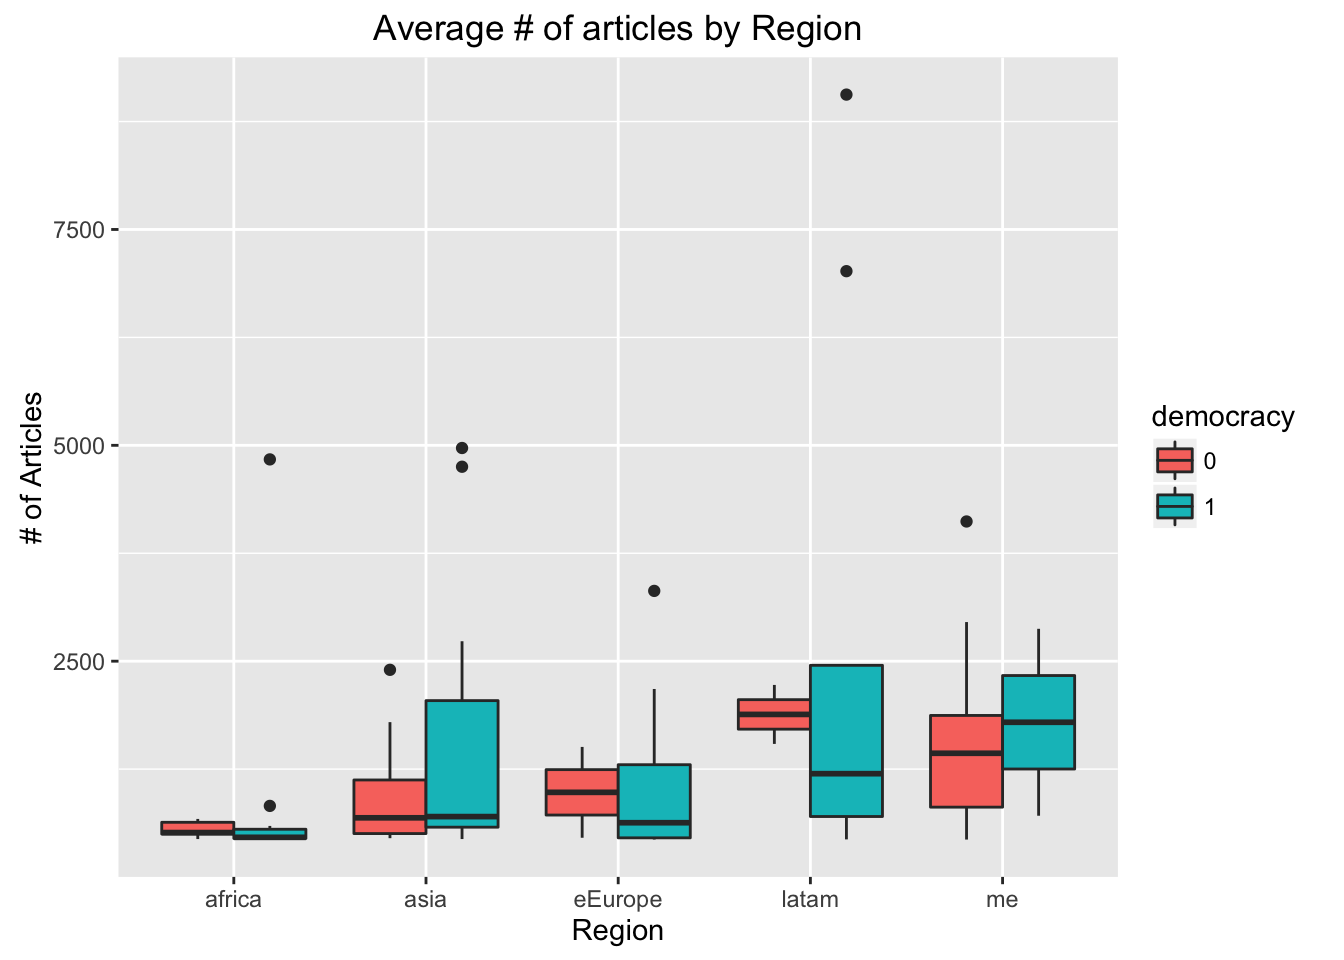 Average # of articles by Region
# of Articles
7500
5000
2500
africa
asia
eEurope
latam
me
Region
democracy
0
1